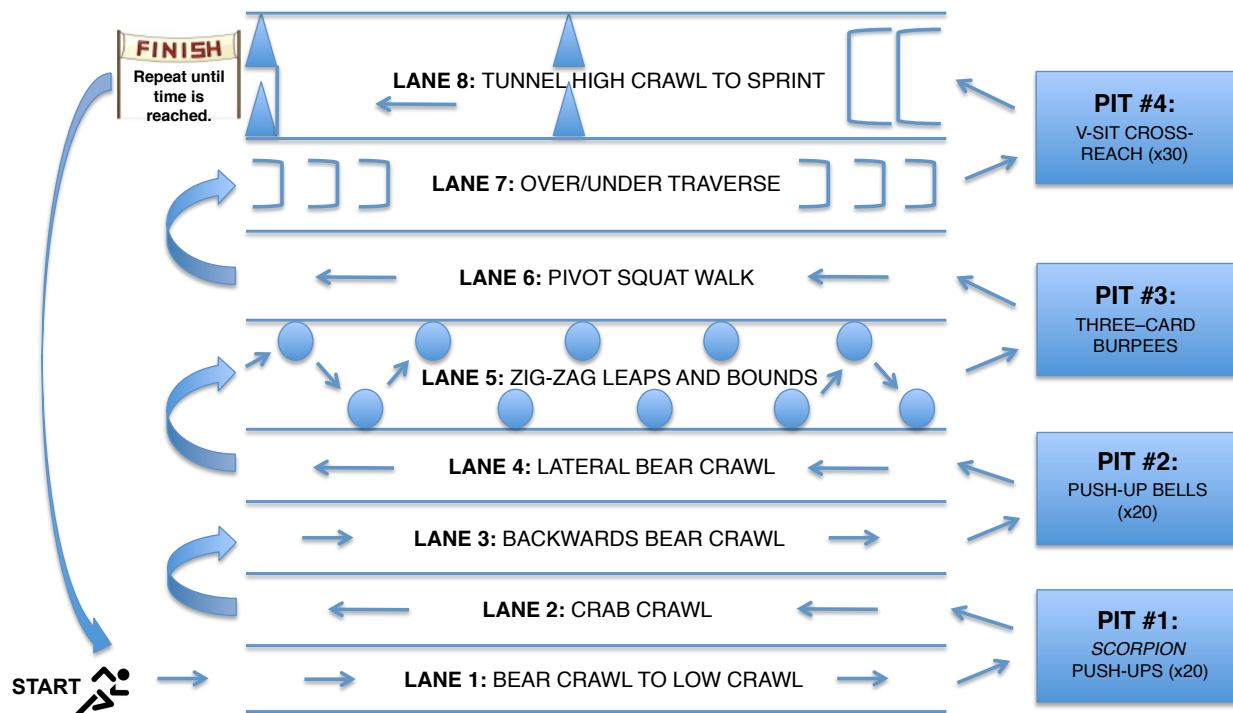 FINISH
Repeat until
time is
reached.
LANE 8: TUNNEL HIGH CRAWL TO SPRINT
PIT #4:
V-SIT CROSS-
REACH (x30)
LANE 7: OVER/UNDER TRAVERSE
LANE 6: PIVOT SQUAT WALK
PIT #3:
THREE–CARD
BURPEES
LANE 5: ZIG-ZAG LEAPS AND BOUNDS
LANE 4: LATERAL BEAR CRAWL
PIT #2:
PUSH-UP BELLS
(x20)
LANE 3: BACKWARDS BEAR CRAWL
LANE 2: CRAB CRAWL
PIT #1:
SCORPION
PUSH-UPS (x20)
START
LANE 1: BEAR CRAWL TO LOW CRAWL